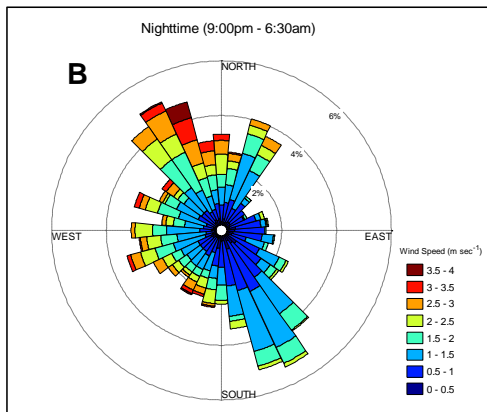 Nighttime (9:00pm - 6:30am)
B
NORTH
6%
4%
2%
WEST
EAST
SOUTH
Wind Speed (m sec⁻¹)
3.5 - 4
3 - 3.5
2.5 - 3
2 - 2.5
1.5 - 2
1 - 1.5
0.5 - 1
0 - 0.5